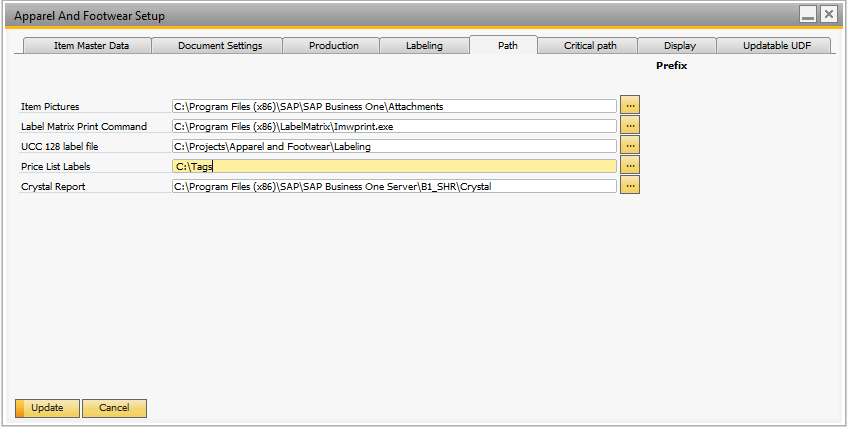 Apparel And Footwear Setup
Item Master Data Document Settings Production Labeling Path Critical path Display Updatable UDF
Prefix
Item Pictures C:\Program Files (x86)\SAP\SAP Business One\Attachments ...
Label Matrix Print Command C:\Program Files (x86)\LabelMatrix\lmwprint.exe ...
UCC 128 label file C:\Projects\Apparel and Footwear\Labeling ...
Price List Labels C:\Tags ...
Crystal Report C:\Program Files (x86)\SAP\SAP Business One Server\B1_SHR\Crystal ...
Update Cancel